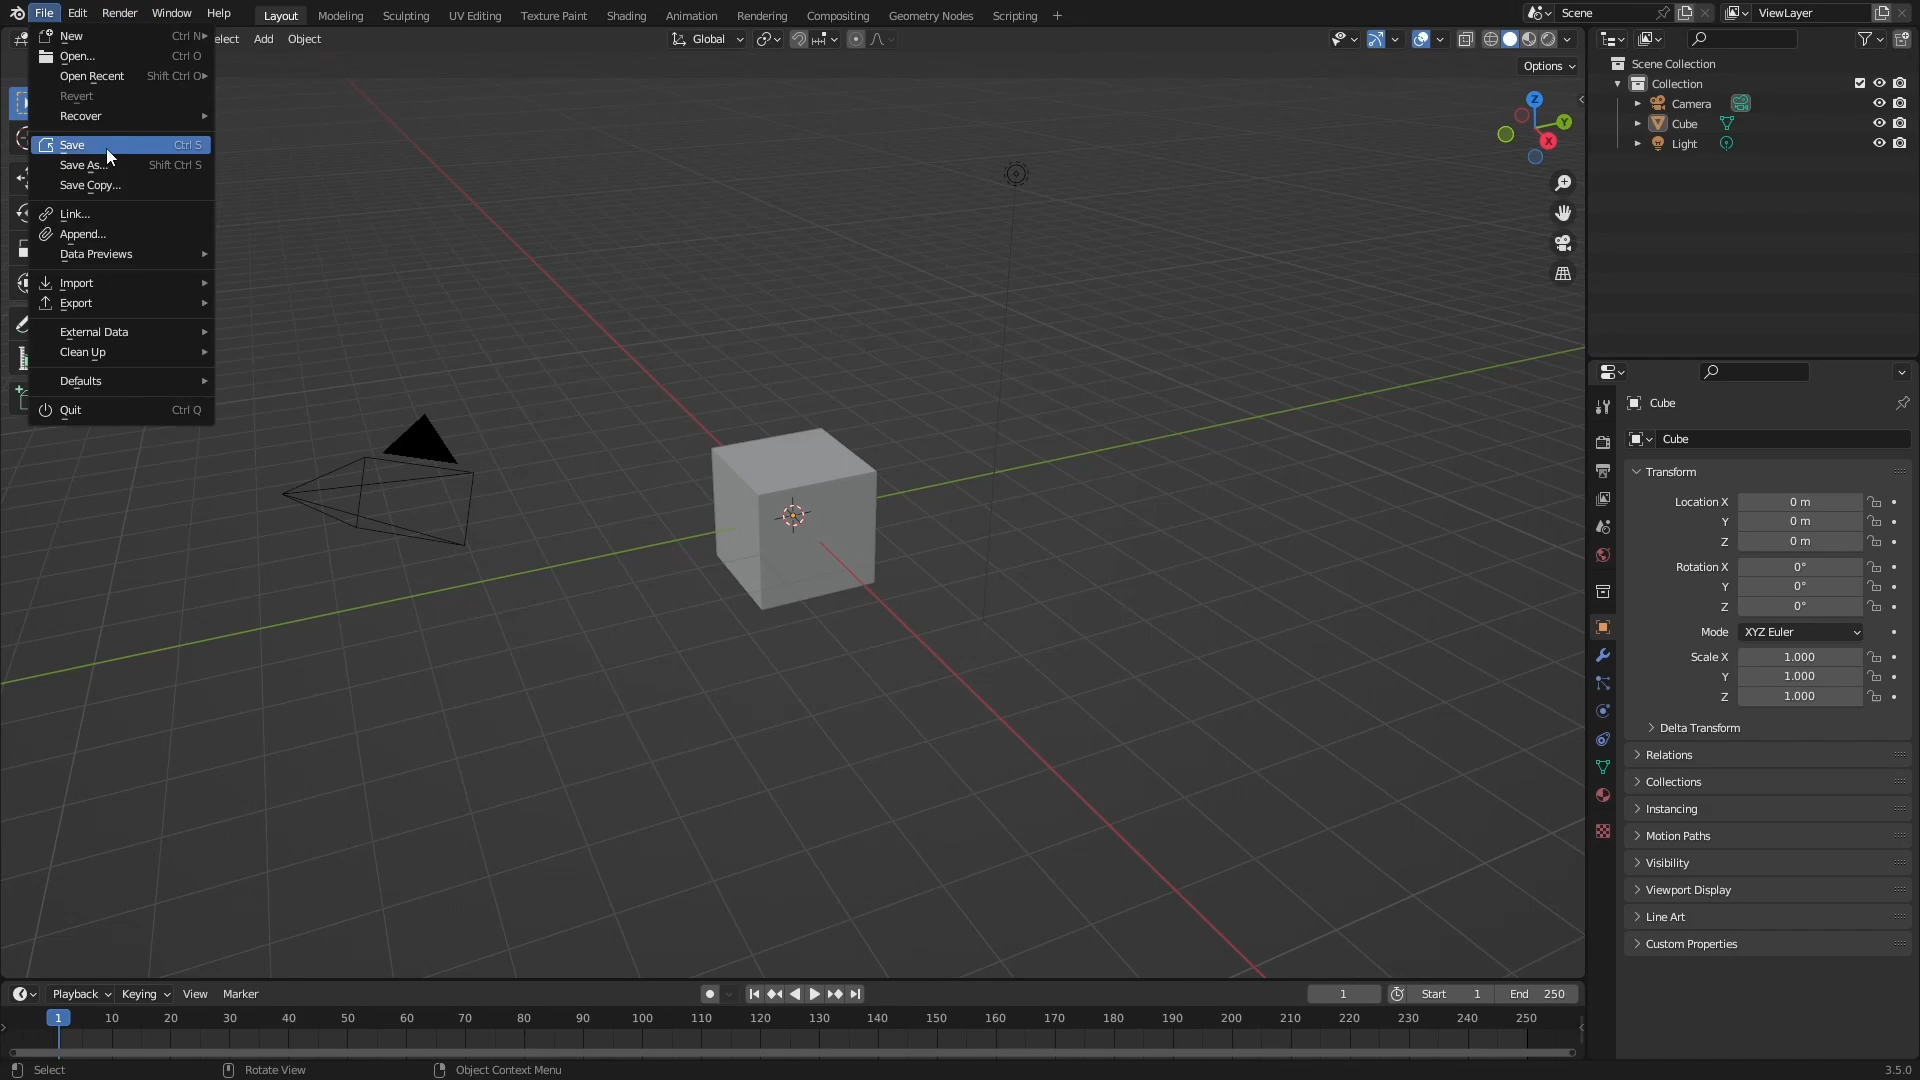 File Edit Render Window Help Layout Modeling Sculpting UV Editing Texture Paint Shading Animation Rendering Compositing Geometry Nodes Scripting + Scene ViewLayer
New Ctrl N
elect Add Object Global
Open... Ctrl O
Options
Open Recent Shift Ctrl O
Revert
Recover
Save Ctrl S
Save As... Shift Ctrl S
Save Copy...
Link...
Append...
Data Previews
Import
Export
External Data
Clean Up
Defaults
Quit Ctrl Q
Z
Y
X
Scene Collection
Collection
Camera
Cube
Light
Cube
Cube
Transform
Location X 0 m
Y 0 m
Z 0 m
Rotation X 0°
Y 0°
Z 0°
Mode XYZ Euler
Scale X 1.000
Y 1.000
Z 1.000
Delta Transform
Relations
Collections
Instancing
Motion Paths
Visibility
Viewport Display
Line Art
Custom Properties
Playback Keying View Marker 1 Start 1 End 250
1 10 20 30 40 50 60 70 80 90 100 110 120 130 140 150 160 170 180 190 200 210 220 230 240 250
Select Rotate View Object Context Menu 3.5.0